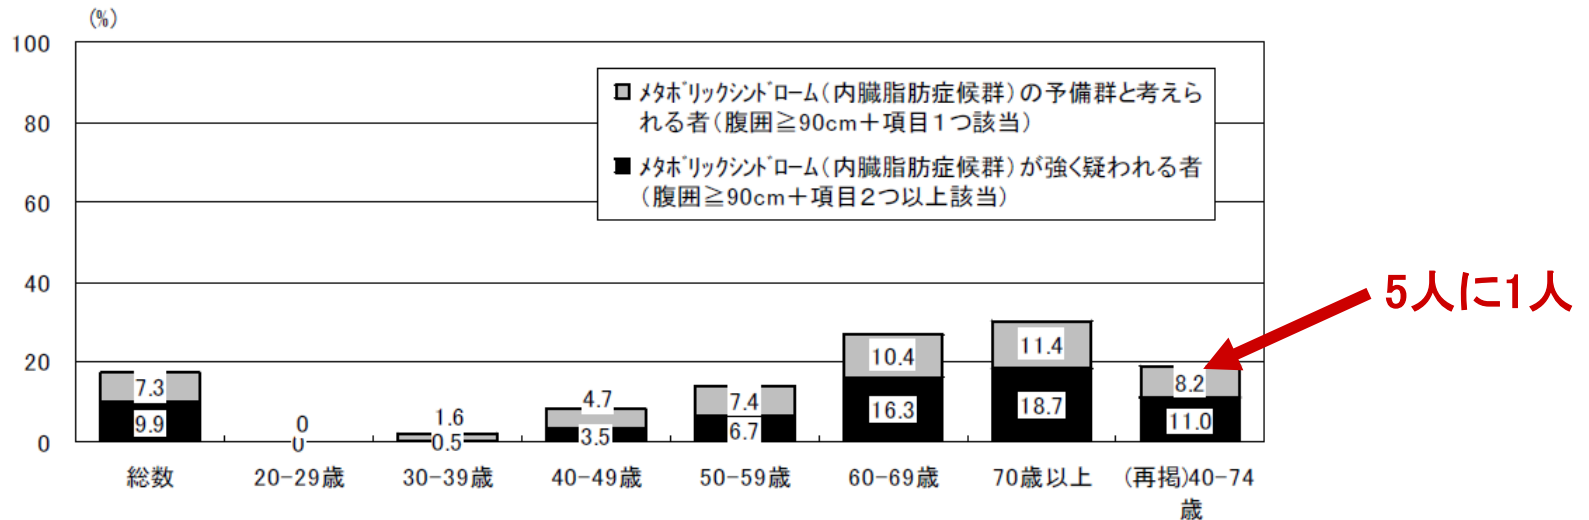 (%)
100
80
60
40
20
0
メタボリックシンドローム(内臓脂肪症候群)の予備群と考えら
れる者(腹囲≧90cm+項目1つ該当)
メタボリックシンドローム(内臓脂肪症候群)が強く疑われる者
(腹囲≧90cm+項目2つ以上該当)
5人に1人
7.3
9.9
0
0
1.6
0.5
4.7
3.5
7.4
6.7
10.4
16.3
11.4
18.7
8.2
11.0
総数
20-29歳
30-39歳
40-49歳
50-59歳
60-69歳
70歳以上
(再掲)40-74
歳